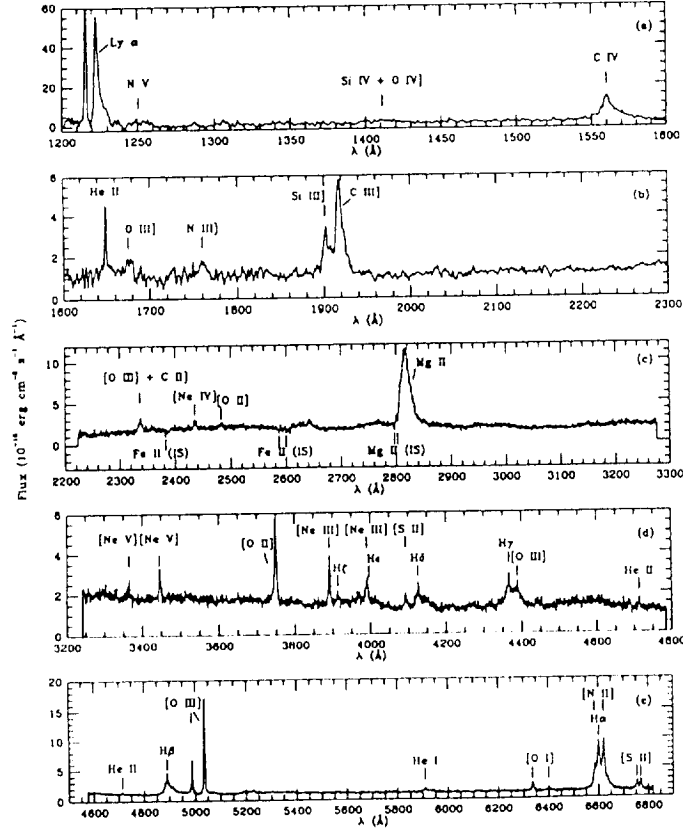 60
40
20
0
Ly α
N V
Si IV + O IV]
C IV
(a)
1200 1250 1300 1350 1400 1450 1500 1550 1600
λ (Å)
6
4
2
0
He II
O III]
N III]
Si III]
C III]
(b)
1600 1700 1800 1900 2000 2100 2200 2300
λ (Å)
10
5
0
[O III] + C II]
[Ne IV]
[O II]
Mg II
(c)
Fe II (IS)
Fe II (IS)
Mg II (IS)
2200 2300 2400 2500 2600 2700 2800 2900 3000 3100 3200 3300
λ (Å)
Flux (10⁻¹⁵ erg cm⁻² s⁻¹ Å⁻¹)
6
4
2
0
[Ne V] [Ne V]
[O II]
[Ne III] [Ne III] [S II]
Hζ
Hε
Hδ
Hγ
[O III]
He II
(d)
3200 3400 3600 3800 4000 4200 4400 4600 4800
λ (Å)
20
15
10
5
0
He II
Hβ
[O III]
He I
[O I]
[N II]
Hα
[S II]
(e)
4600 4800 5000 5200 5400 5600 5800 6000 6200 6400 6600 6800
λ (Å)